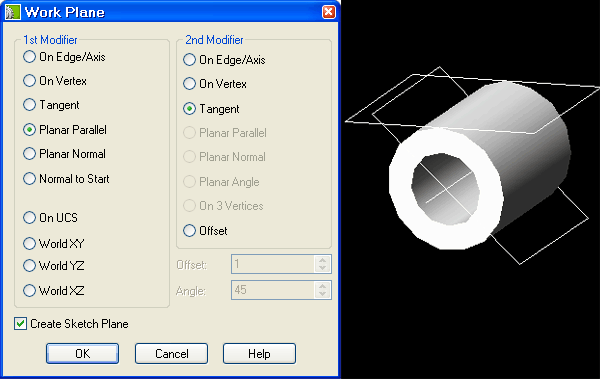 Work Plane
1st Modifier
On Edge/Axis
On Vertex
Tangent
Planar Parallel
Planar Normal
Normal to Start
On UCS
World XY
World YZ
World XZ
2nd Modifier
On Edge/Axis
On Vertex
Tangent
Planar Parallel
Planar Normal
Planar Angle
On 3 Vertices
Offset
Offset: 1
Angle: 45
Create Sketch Plane
OK Cancel Help